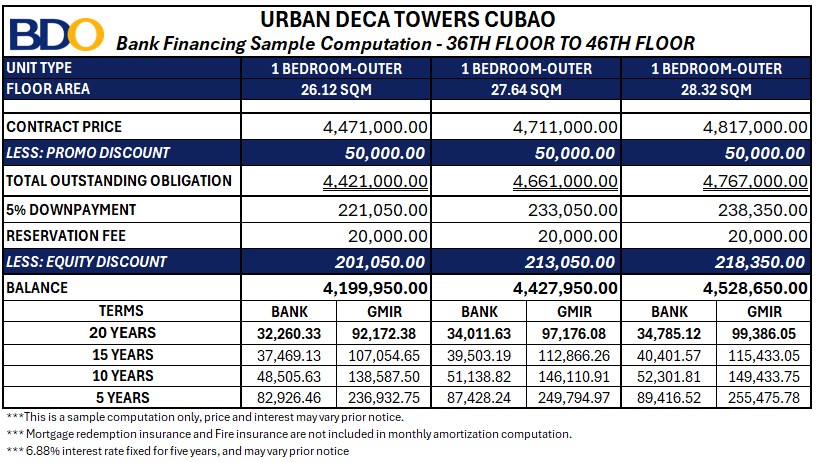 BDO
URBAN DECA TOWERS CUBAO
Bank Financing Sample Computation - 36TH FLOOR TO 46TH FLOOR
UNIT TYPE 1 BEDROOM-OUTER 1 BEDROOM-OUTER 1 BEDROOM-OUTER
FLOOR AREA 26.12 SQM 27.64 SQM 28.32 SQM
CONTRACT PRICE 4,471,000.00 4,711,000.00 4,817,000.00
LESS: PROMO DISCOUNT 50,000.00 50,000.00 50,000.00
TOTAL OUTSTANDING OBLIGATION 4,421,000.00 4,661,000.00 4,767,000.00
5% DOWNPAYMENT 221,050.00 233,050.00 238,350.00
RESERVATION FEE 20,000.00 20,000.00 20,000.00
LESS: EQUITY DISCOUNT 201,050.00 213,050.00 218,350.00
BALANCE 4,199,950.00 4,427,950.00 4,528,650.00
TERMS BANK GMIR BANK GMIR BANK GMIR
20 YEARS 32,260.33 92,172.38 34,011.63 97,176.08 34,785.12 99,386.05
15 YEARS 37,469.13 107,054.65 39,503.19 112,866.26 40,401.57 115,433.05
10 YEARS 48,505.63 138,587.50 51,138.82 146,110.91 52,301.81 149,433.75
5 YEARS 82,926.46 236,932.75 87,428.24 249,794.97 89,416.52 255,475.78
***This is a sample computation only, price and interest may vary prior notice.
*** Mortgage redemption insurance and Fire insurance are not included in monthly amortization computation.
*** 6.88% interest rate fixed for five years, and may vary prior notice